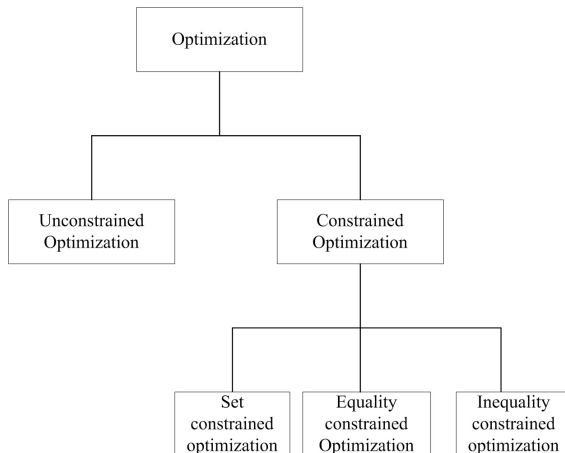 Optimization
Unconstrained
Optimization
Constrained
Optimization
Set
constrained
optimization
Equality
constrained
Optimization
Inequality
constrained
optimization